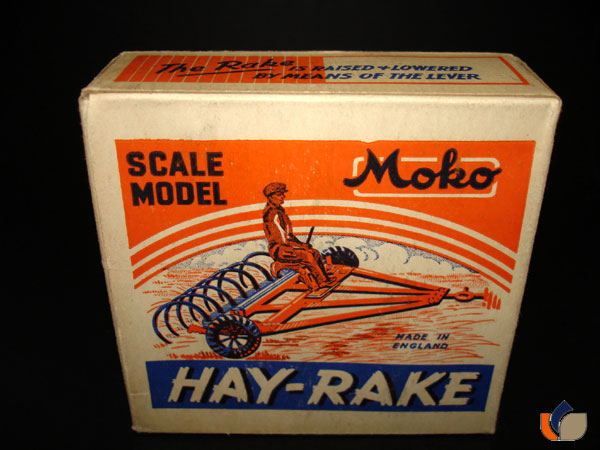 The Rake IS RAISED + LOWERED
BY MEANS OF THE LEVER
SCALE
MODEL
Moko
MADE IN
ENGLAND
HAY-RAKE